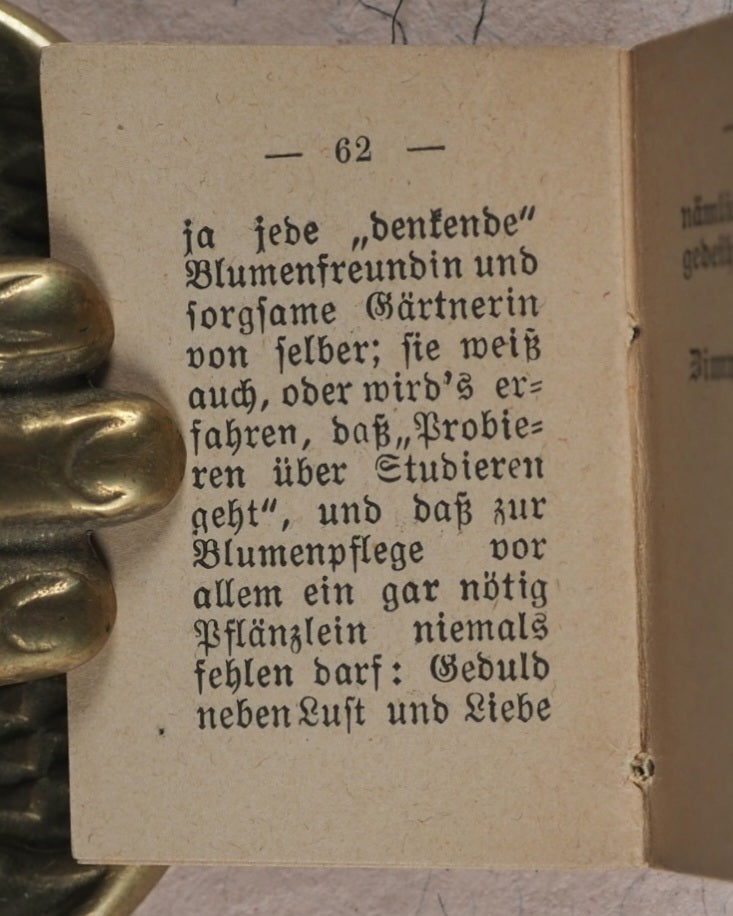 — 62 —
ja jede „denkende“
Blumenfreundin und
ſorgſame Gärtnerin
von ſelber; ſie weiß
auch, oder wird's er⸗
fahren, daß „Probie⸗
ren über Studieren
geht“, und daß zur
Blumenpflege vor
allem ein gar nötig
Pflänzlein niemals
fehlen darf: Geduld
neben Luſt und Liebe